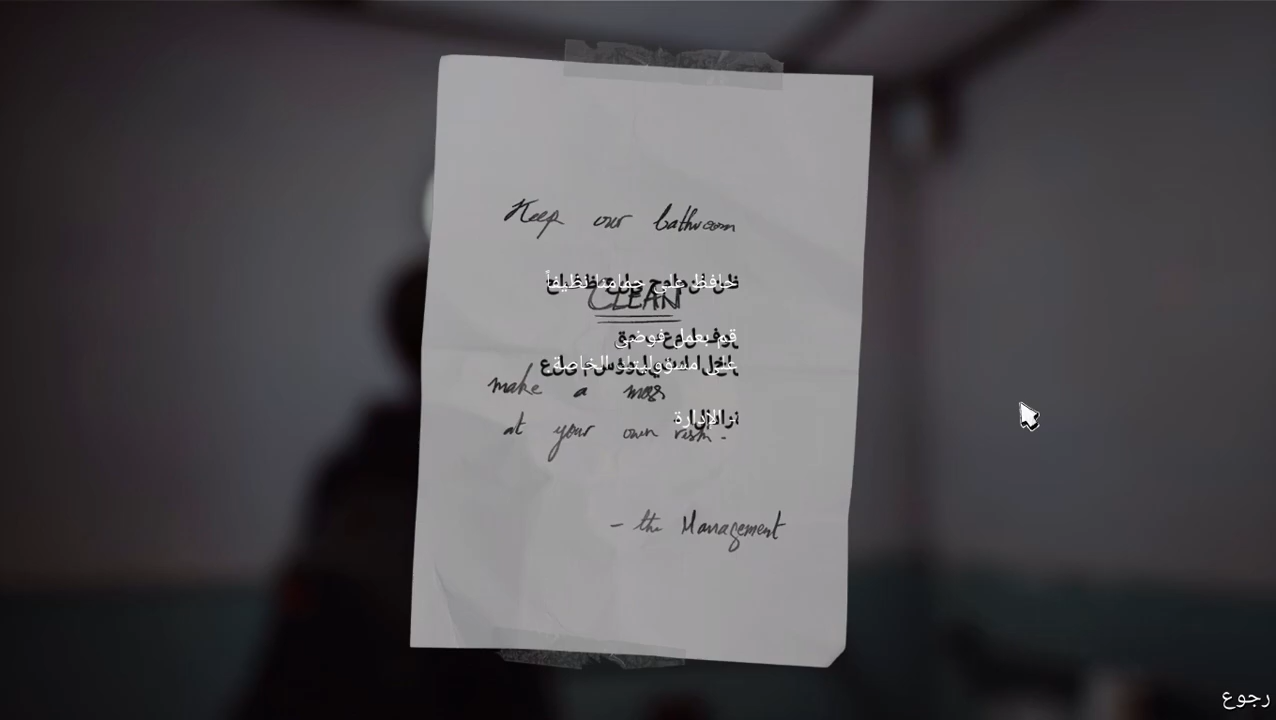 Keep our bathroom
حافظ على حمامنا نظيفاً
CLEAN
قم بعمل فوضى
على مسؤوليتك الخاصة
make a mess
- الإدارة
at your own risk.
- the Management
رجوع